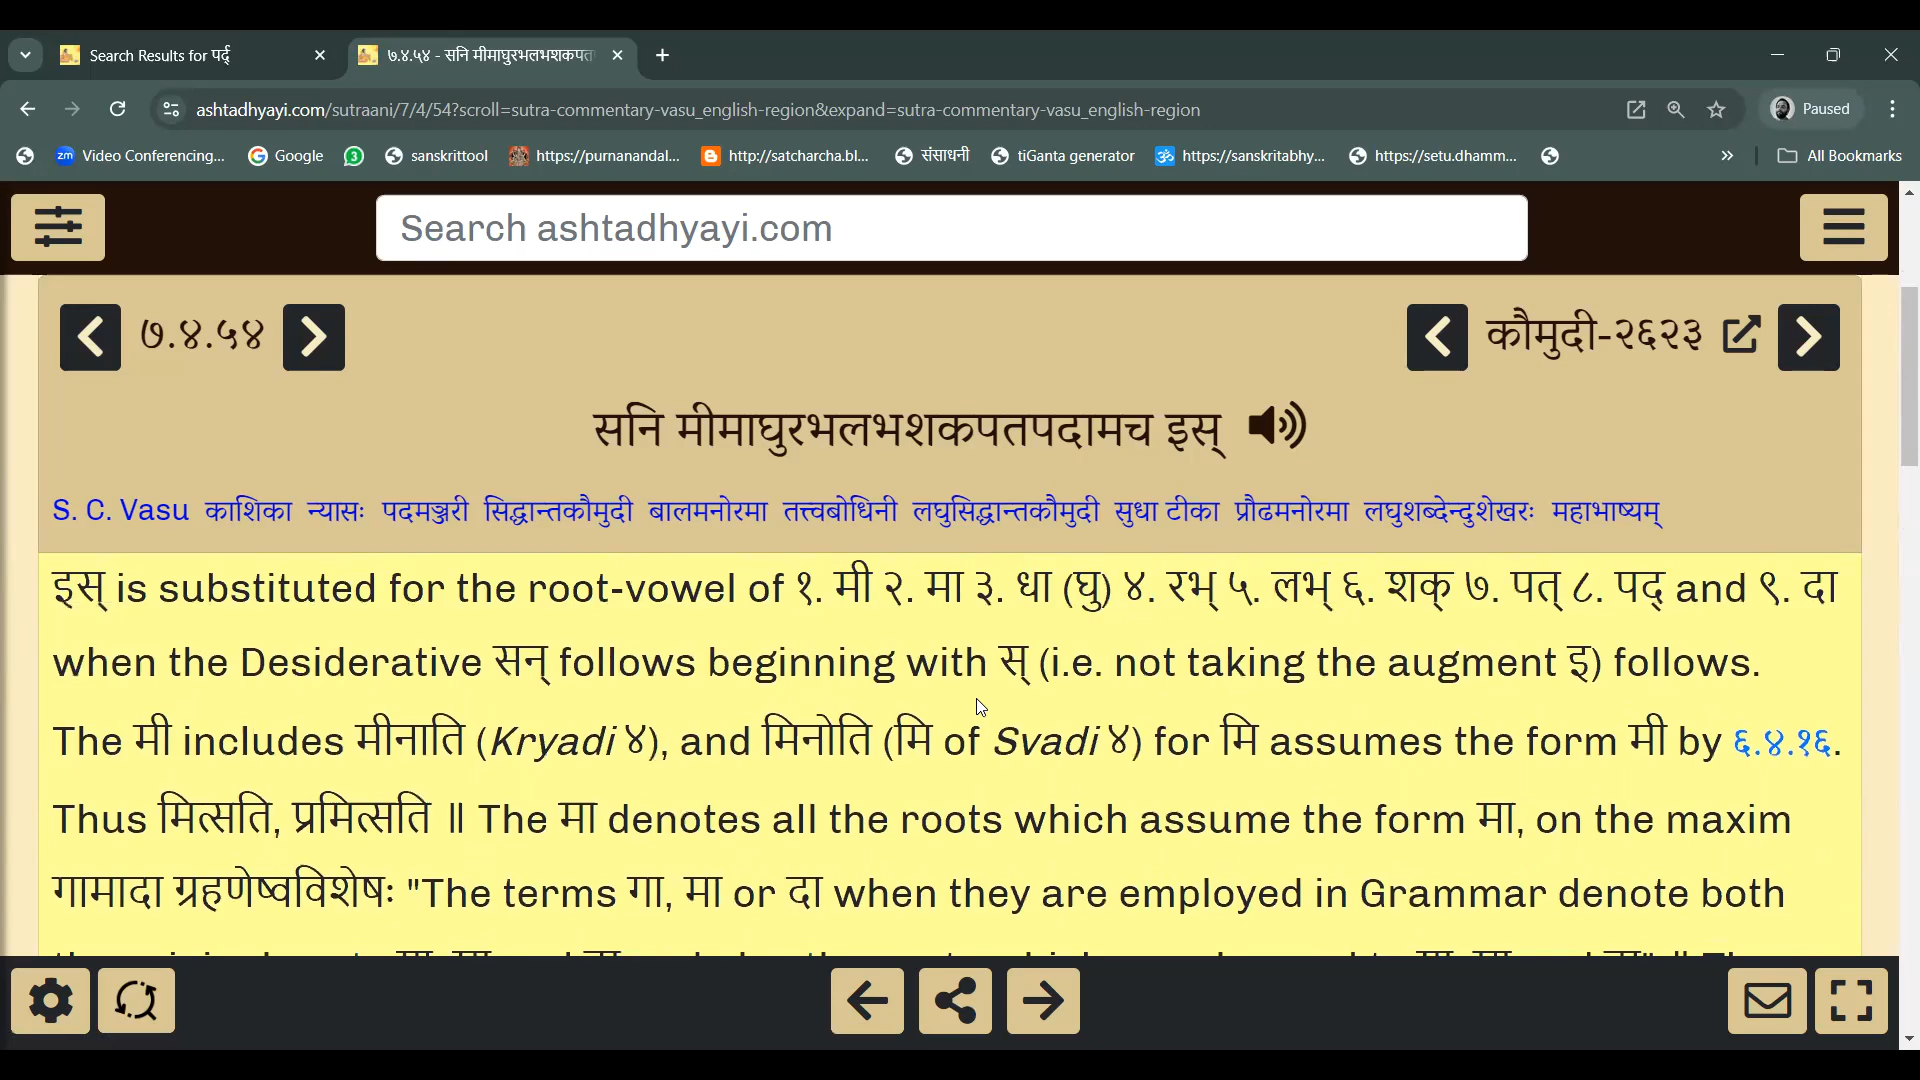 Search Results for पर्द्
७.४.५४ - सनि मीमाघुरभलभशकपत
ashtadhyayi.com/sutraani/7/4/54?scroll=sutra-commentary-vasu_english-region&expand=sutra-commentary-vasu_english-region
Paused
Video Conferencing...
Google
sanskrittool
https://purnanandal...
http://satcharcha.bl...
संसाधनी
tiGanta generator
https://sanskritabhy...
https://setu.dhamm...
All Bookmarks
Search ashtadhyayi.com
७.४.५४
कौमुदी-२६२३
सनि मीमाघुरभलभशकपतपदामच इस्
S. C. Vasu काशिका न्यासः पदमञ्जरी सिद्धान्तकौमुदी बालमनोरमा तत्त्वबोधिनी लघुसिद्धान्तकौमुदी सुधा टीका प्रौढमनोरमा लघुशब्देन्दुशेखरः महाभाष्यम्
इस् is substituted for the root-vowel of १. मी २. मा ३. धा (घु) ४. रभ् ५. लभ् ६. शक् ७. पत् ८. पद् and ९. दा
when the Desiderative सन् follows beginning with स् (i.e. not taking the augment इ) follows.
The मी includes मीनाति (Kryadi ४), and मिनोति (मि of Svadi ४) for मि assumes the form मी by ६.४.१६.
Thus मित्सति, प्रमित्सति ॥ The मा denotes all the roots which assume the form मा, on the maxim
गामादा ग्रहणेष्वविशेषः "The terms गा, मा or दा when they are employed in Grammar denote both